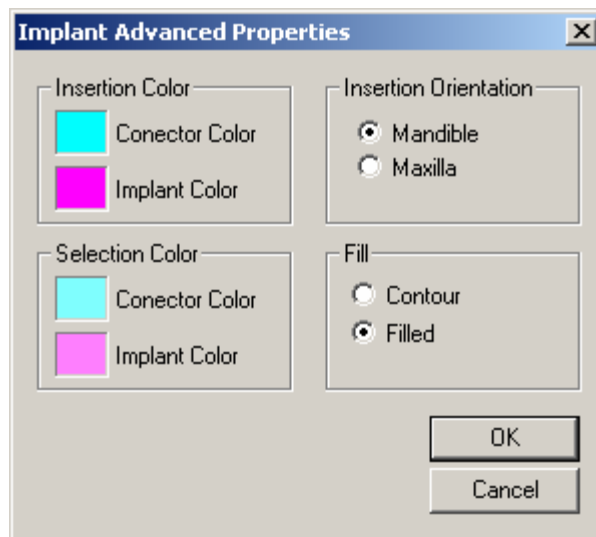 Implant Advanced Properties
Insertion Color
Conector Color
Implant Color
Insertion Orientation
Mandible
Maxilla
Selection Color
Conector Color
Implant Color
Fill
Contour
Filled
OK
Cancel